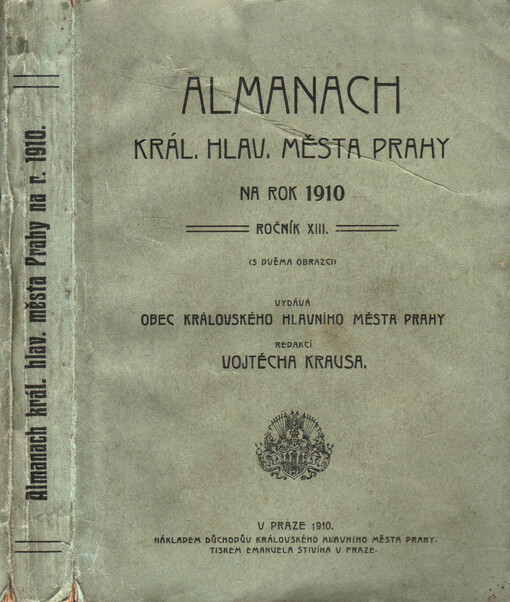 Almanach král. hlav. města Prahy na r. 1910.
ALMANACH
KRÁL. HLAV. MĚSTA PRAHY
NA ROK 1910
ROČNÍK XIII.
(S DVĚMA OBRAZCI)
VYDÁVÁ
OBEC KRÁLOVSKÉHO HLAVNÍHO MĚSTA PRAHY
REDAKCÍ
VOJTĚCHA KRAUSA.
V PRAZE 1910.
NÁKLADEM DŮCHODŮV KRÁLOVSKÉHO HLAVNÍHO MĚSTA PRAHY.
TISKEM EMANUELA STIVÍNA V PRAZE.